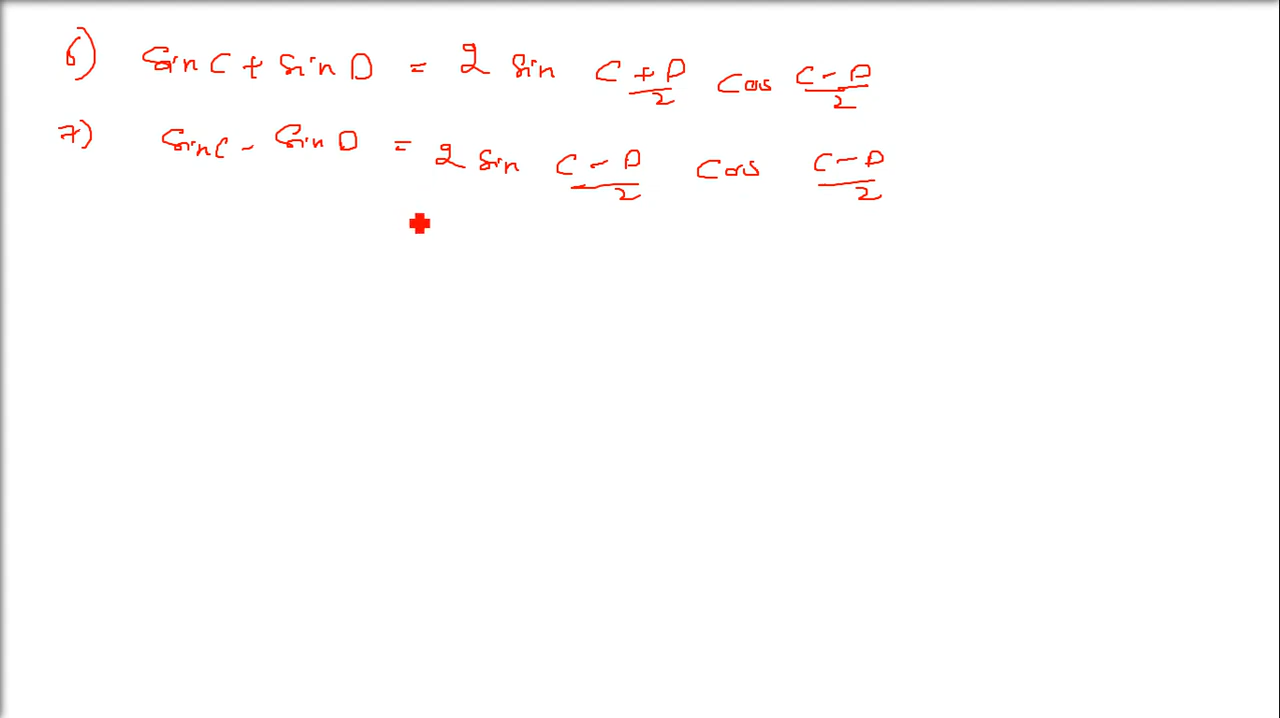 6) sin C + sin D = 2 sin (C + D)/2 cos (C - D)/2
7) sin C - sin D = 2 sin (C - D)/2 cos (C - D)/2